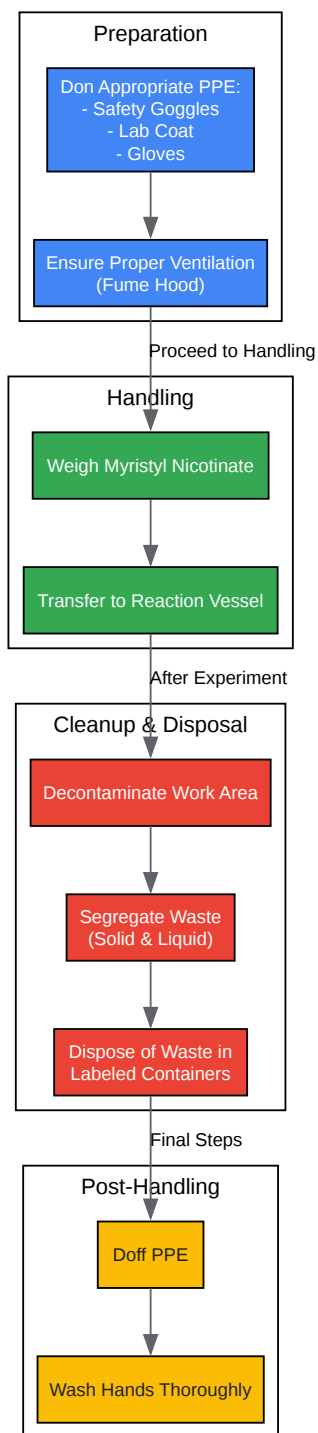 Preparation
Don Appropriate PPE:
- Safety Goggles
- Lab Coat
- Gloves
Ensure Proper Ventilation
(Fume Hood)
Proceed to Handling
Handling
Weigh Myristyl Nicotinate
Transfer to Reaction Vessel
After Experiment
Cleanup & Disposal
Decontaminate Work Area
Segregate Waste
(Solid & Liquid)
Dispose of Waste in
Labeled Containers
Final Steps
Post-Handling
Doff PPE
Wash Hands Thoroughly